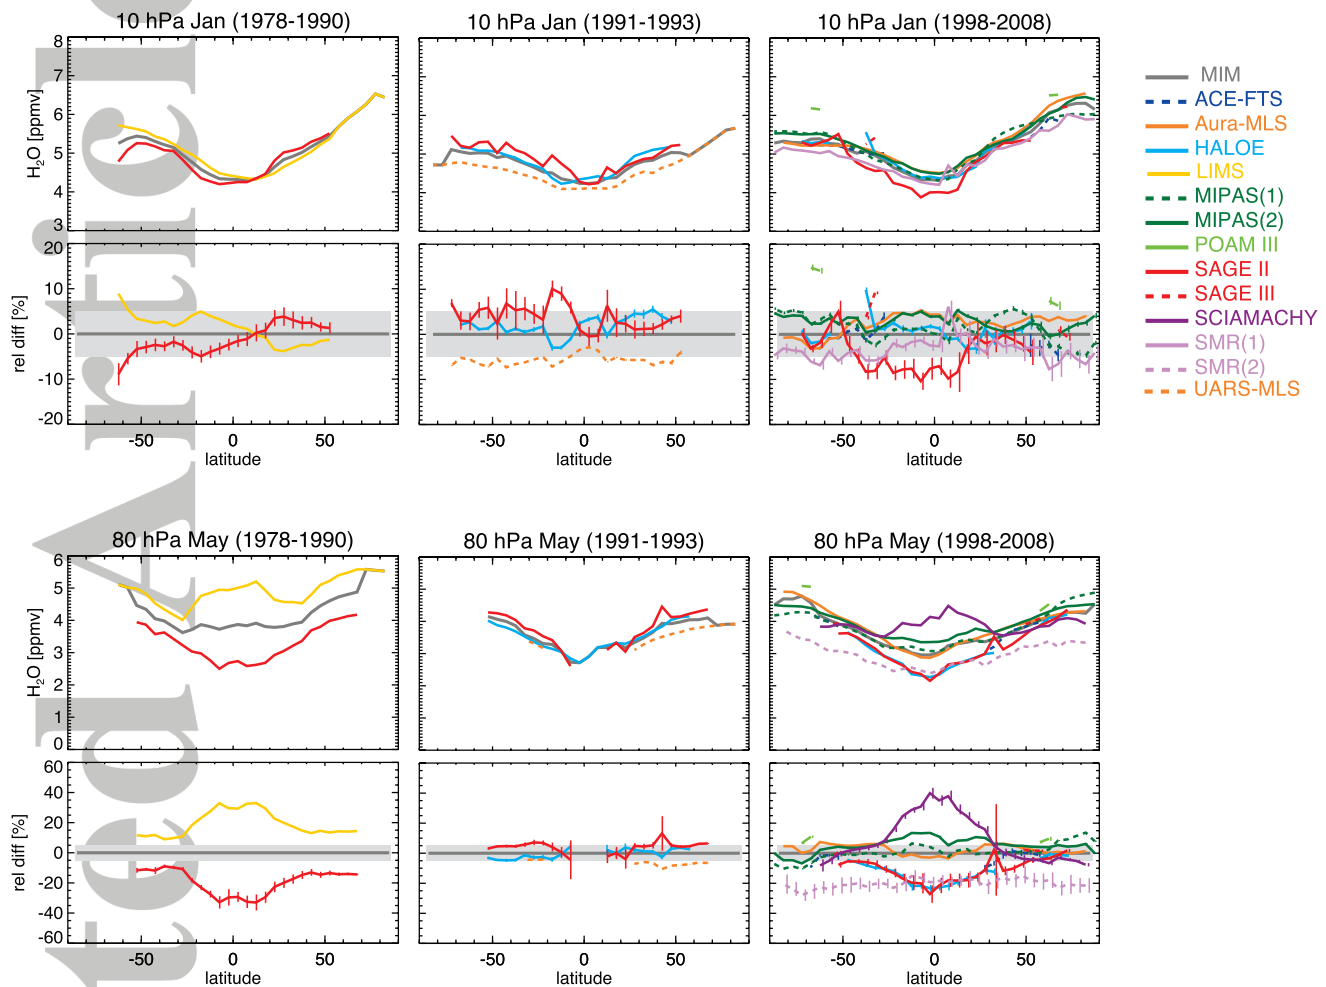 10 hPa Jan (1978-1990)
10 hPa Jan (1991-1993)
10 hPa Jan (1998-2008)
H2O [ppmv]
8
7
6
5
4
3
rel diff [%]
20
10
0
-10
-20
-50 0 50
latitude
-50 0 50
latitude
-50 0 50
latitude
MIM
ACE-FTS
Aura-MLS
HALOE
LIMS
MIPAS(1)
MIPAS(2)
POAM III
SAGE II
SAGE III
SCIAMACHY
SMR(1)
SMR(2)
UARS-MLS
80 hPa May (1978-1990)
80 hPa May (1991-1993)
80 hPa May (1998-2008)
H2O [ppmv]
6
5
4
3
2
1
0
rel diff [%]
60
40
20
0
-20
-40
-60
-50 0 50
latitude
-50 0 50
latitude
-50 0 50
latitude
ted Articl